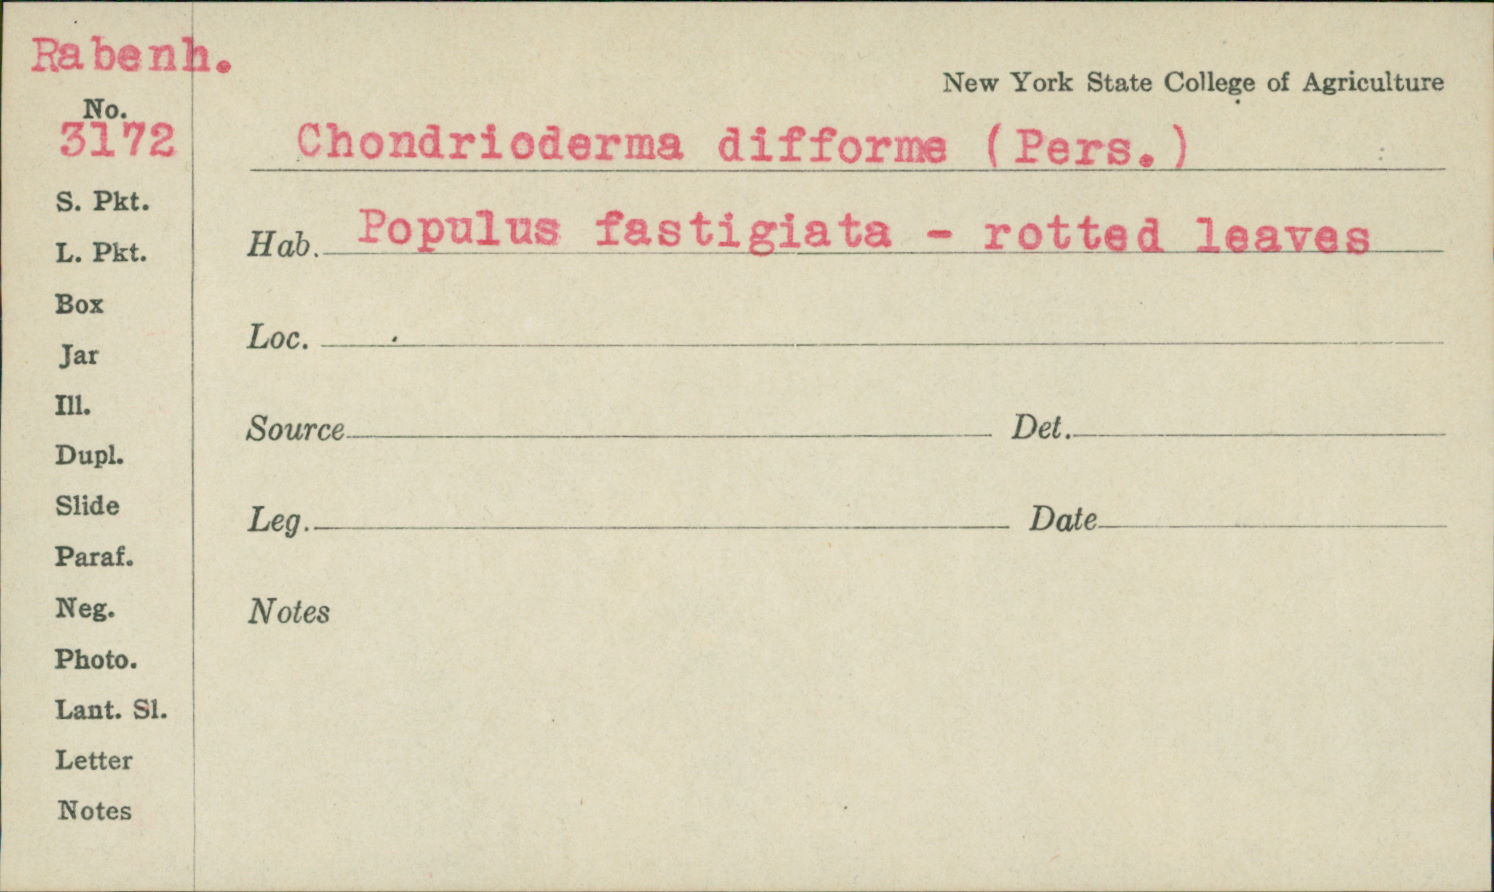 Rabenh.
New York State College of Agriculture
No.
3172
Chondrioderma difforme (Pers.)
S. Pkt.
Hab. Populus fastigiata - rotted leaves
L. Pkt.
Box
Loc.
Jar
Ill.
Source Det.
Dupl.
Slide
Leg. Date
Paraf.
Neg.
Notes
Photo.
Lant. Sl.
Letter
Notes